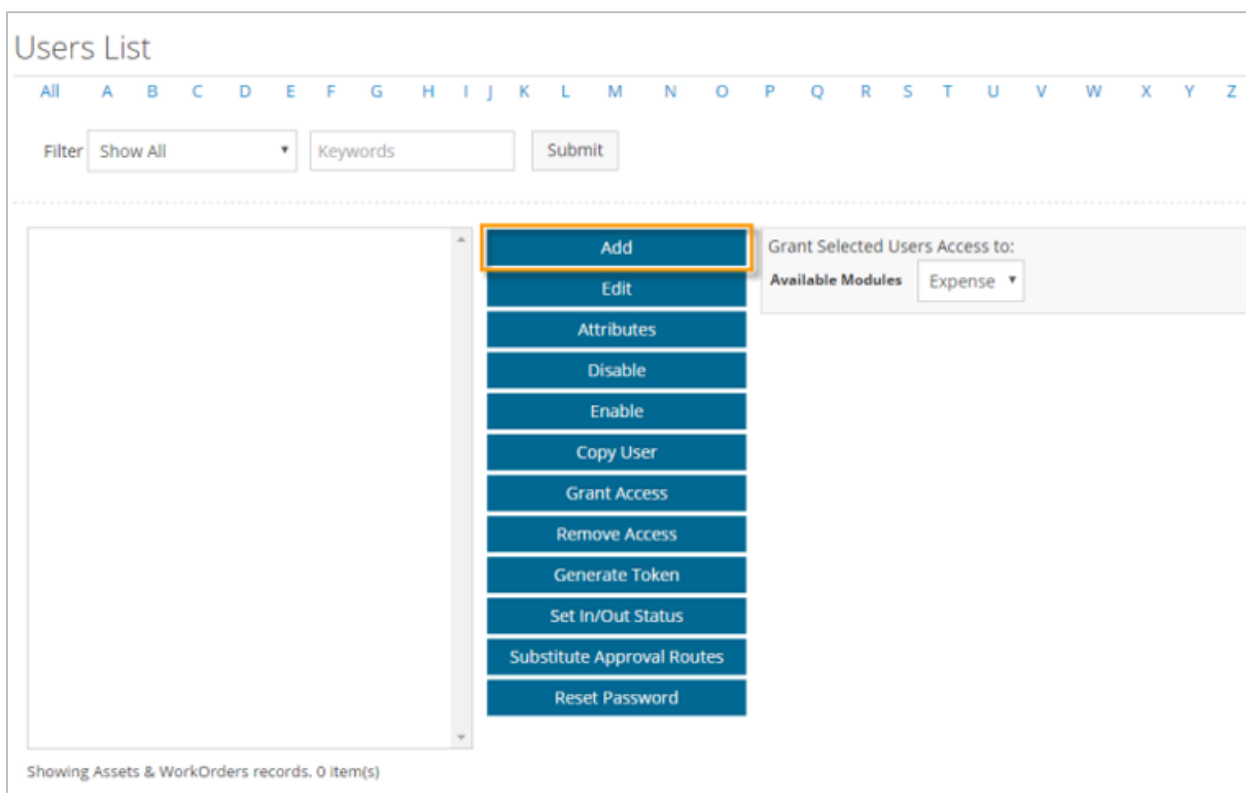 Users List
All A B C D E F G H I J K L M N O P Q R S T U V W X Y Z
Filter Show All Keywords Submit
Add
Grant Selected Users Access to:
Available Modules Expense
Edit
Attributes
Disable
Enable
Copy User
Grant Access
Remove Access
Generate Token
Set In/Out Status
Substitute Approval Routes
Reset Password
Showing Assets & WorkOrders records. 0 item(s)